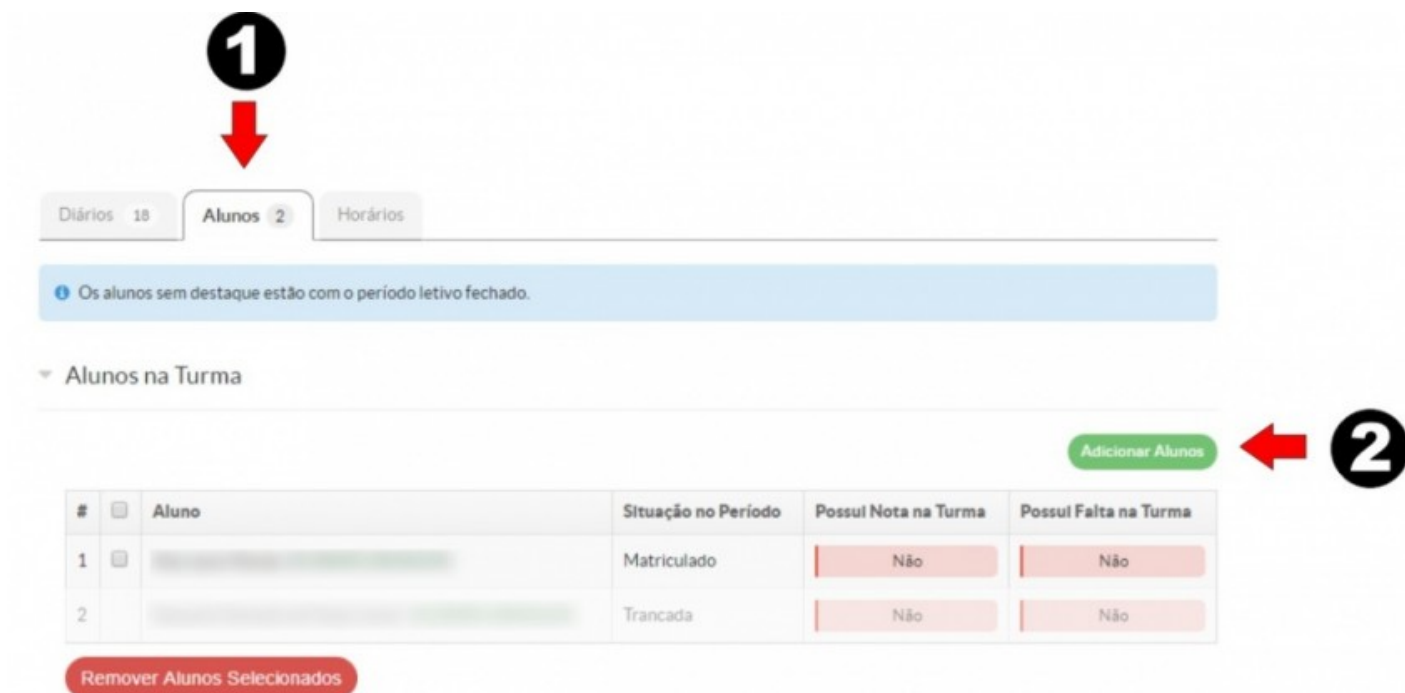 1
Diários 18 Alunos 2 Horários
Os alunos sem destaque estão com o período letivo fechado.
Alunos na Turma
Adicionar Alunos
2
# Aluno Situação no Período Possui Nota na Turma Possui Falta na Turma
1 Matriculado Não Não
2 Trancada Não Não
Remover Alunos Selecionados